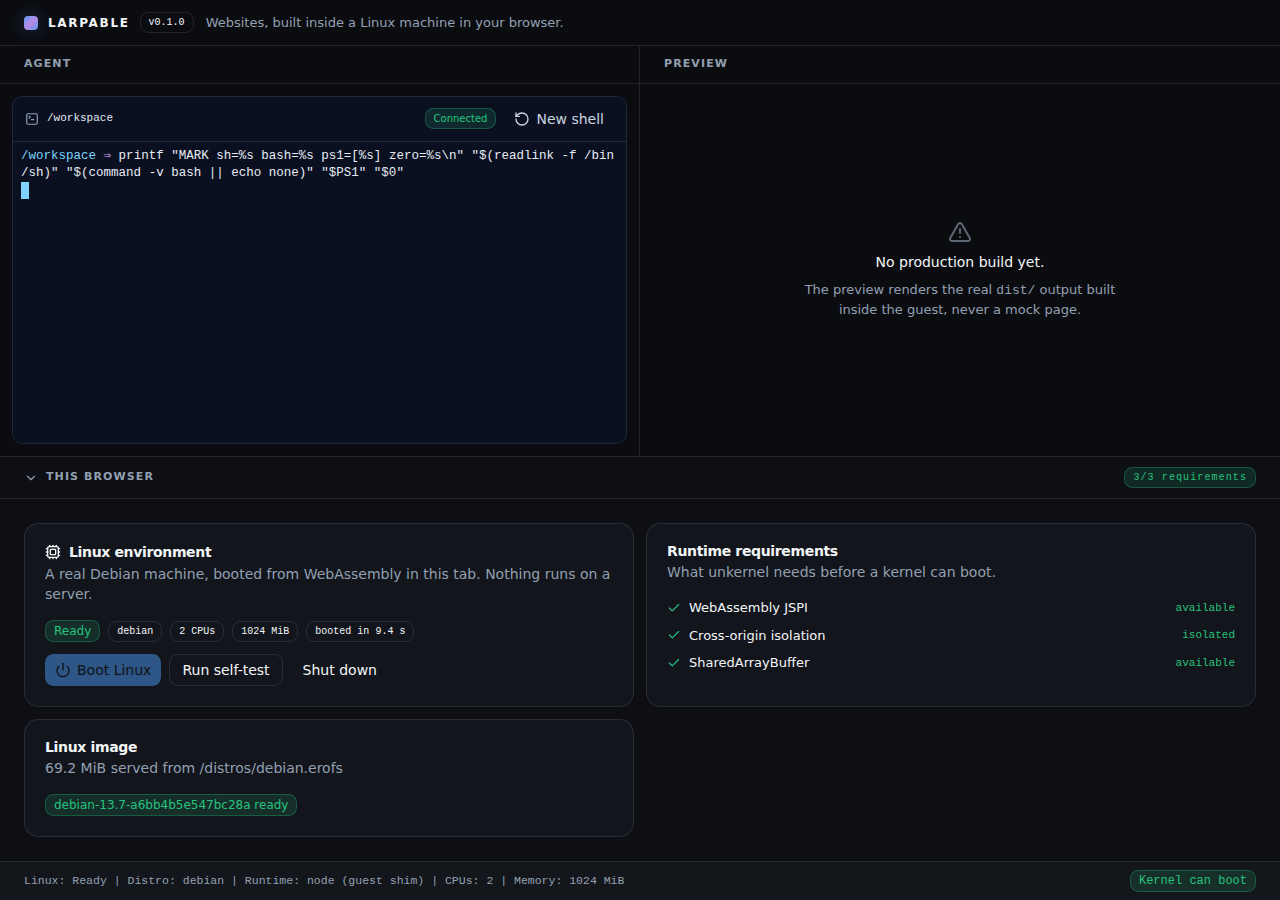 LARPABLE v0.1.0 Websites, built inside a Linux machine in your browser.
AGENT
PREVIEW
/workspace
Connected
New shell
/workspace ⇒ printf "MARK sh=%s bash=%s ps1=[%s] zero=%s\n" "$(readlink -f /bin
/sh)" "$(command -v bash || echo none)" "$PS1" "$0"
No production build yet.
The preview renders the real dist/ output built
inside the guest, never a mock page.
THIS BROWSER
3/3 requirements
Linux environment
A real Debian machine, booted from WebAssembly in this tab. Nothing runs on a
server.
Ready debian 2 CPUs 1024 MiB booted in 9.4 s
Boot Linux Run self-test Shut down
Runtime requirements
What unkernel needs before a kernel can boot.
WebAssembly JSPI available
Cross-origin isolation isolated
SharedArrayBuffer available
Linux image
69.2 MiB served from /distros/debian.erofs
debian-13.7-a6bb4b5e547bc28a ready
Linux: Ready | Distro: debian | Runtime: node (guest shim) | CPUs: 2 | Memory: 1024 MiB
Kernel can boot